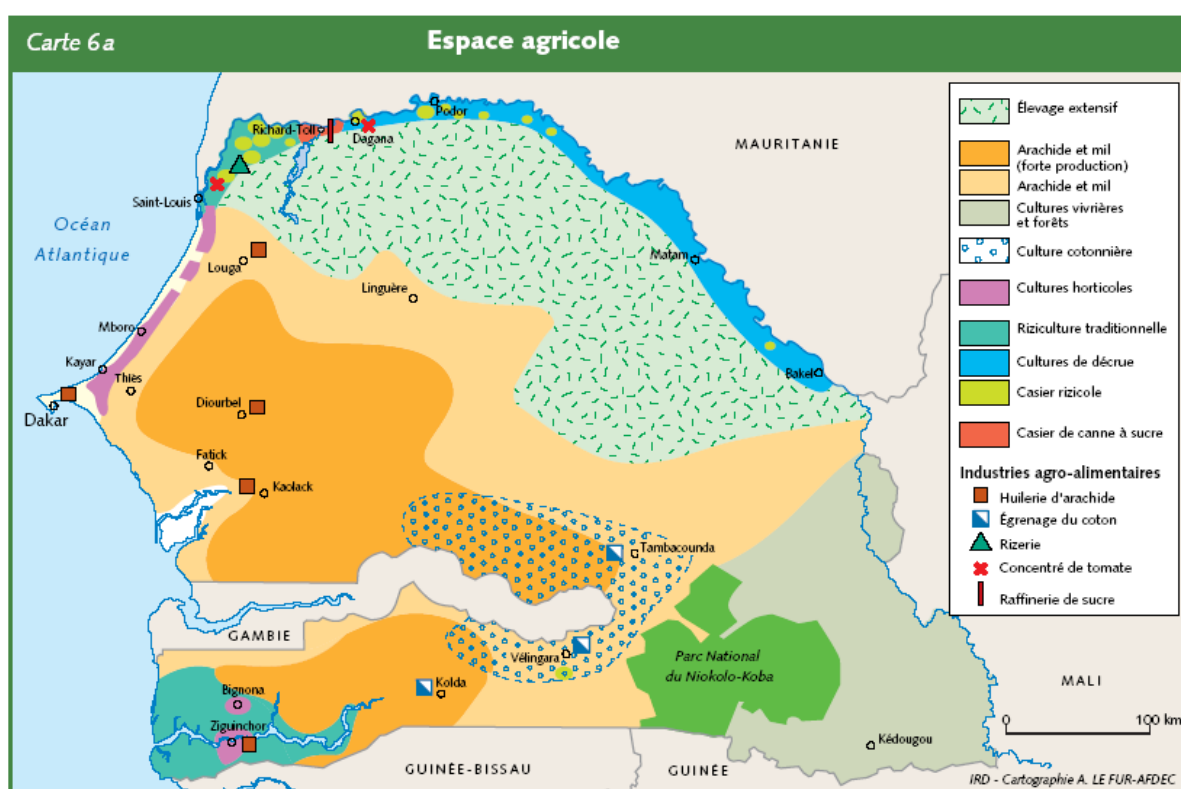 Carte 6a
Espace agricole
Podor
Richard-Toll
Dagana
MAURITANIE
Saint-Louis
Océan
Atlantique
Louga
Matam
Linguère
Mboro
Kayar
Thiès
Bakel
Diourbel
Dakar
Fatick
Kaolack
Tambacounda
GAMBIE
Vélingara
Parc National
du Niokolo-Koba
Kolda
Bignona
Ziguinchor
MALI
Kédougou
GUINÉE-BISSAU
GUINÉE
Élevage extensif
Arachide et mil
(forte production)
Arachide et mil
Cultures vivrières
et forêts
Culture cotonnière
Cultures horticoles
Riziculture traditionnelle
Cultures de décrue
Casier rizicole
Casier de canne à sucre
Industries agro-alimentaires
Huilerie d'arachide
Égrenage du coton
Rizerie
Concentré de tomate
Raffinerie de sucre
0 100 km
IRD - Cartographie A. LE FUR-AFDEC